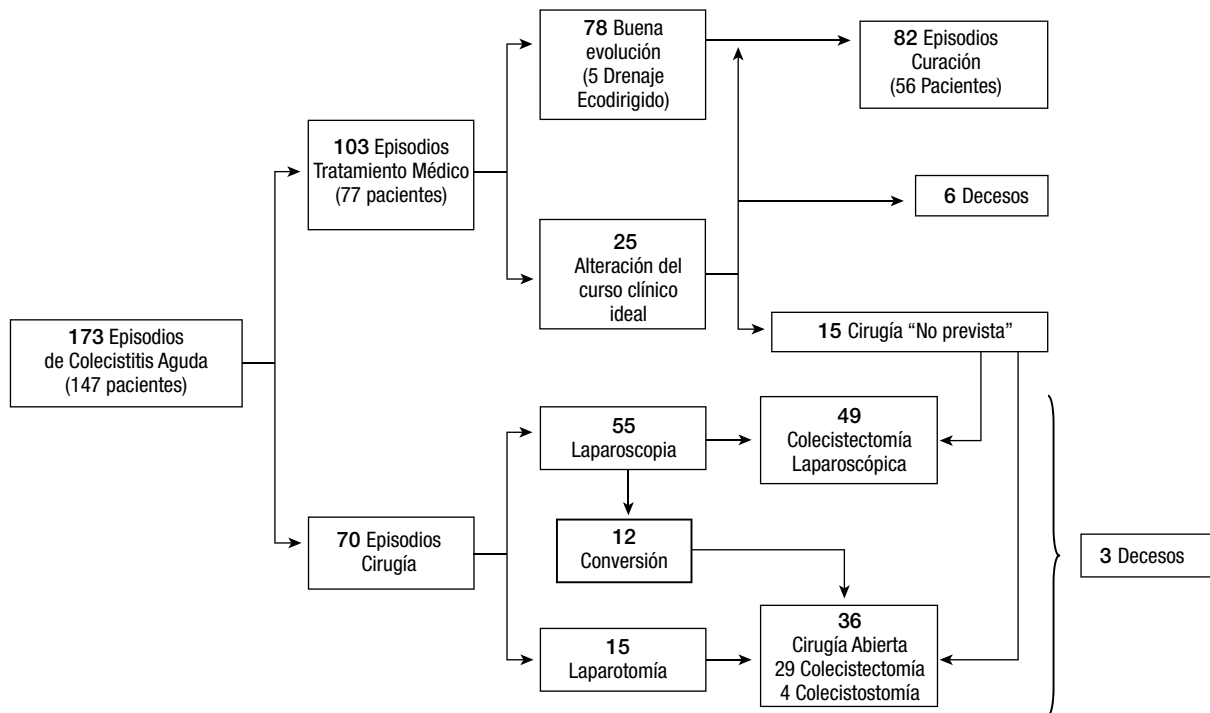 78 Buena
evolución
(5 Drenaje
Ecodirigido)
82 Episodios
Curación
(56 Pacientes)
103 Episodios
Tratamiento Médico
(77 pacientes)
6 Decesos
25
Alteración del
curso clínico
ideal
173 Episodios
de Colecistitis Aguda
(147 pacientes)
15 Cirugía “No prevista”
55
Laparoscopia
49
Colecistectomía
Laparoscópica
70 Episodios
Cirugía
12
Conversión
3 Decesos
15
Laparotomía
36
Cirugía Abierta
29 Colecistectomía
4 Colecistostomía